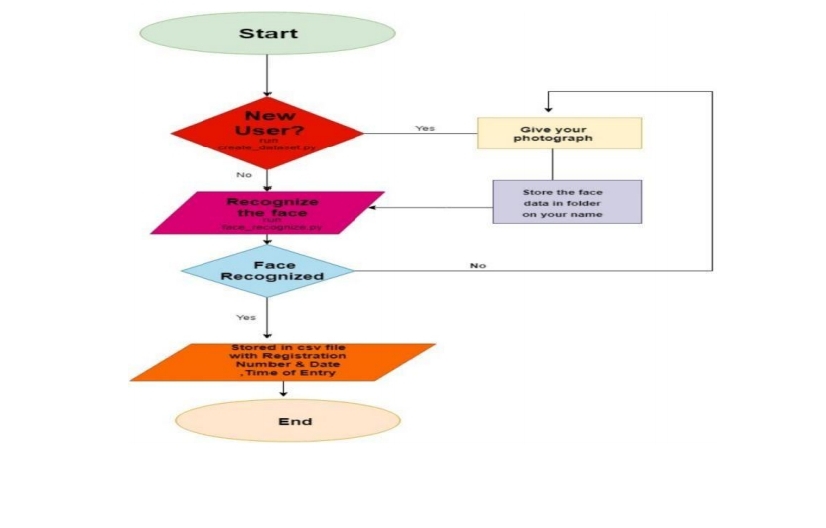 Start
New
User?
run
create_dataset.py
Yes
Give your
photograph
No
Store the face
data in folder
on your name
Recognize
the face
run
face_recognize.py
Face
Recognized
No
Yes
Stored in csv file
with Registration
Number & Date
,Time of Entry
End